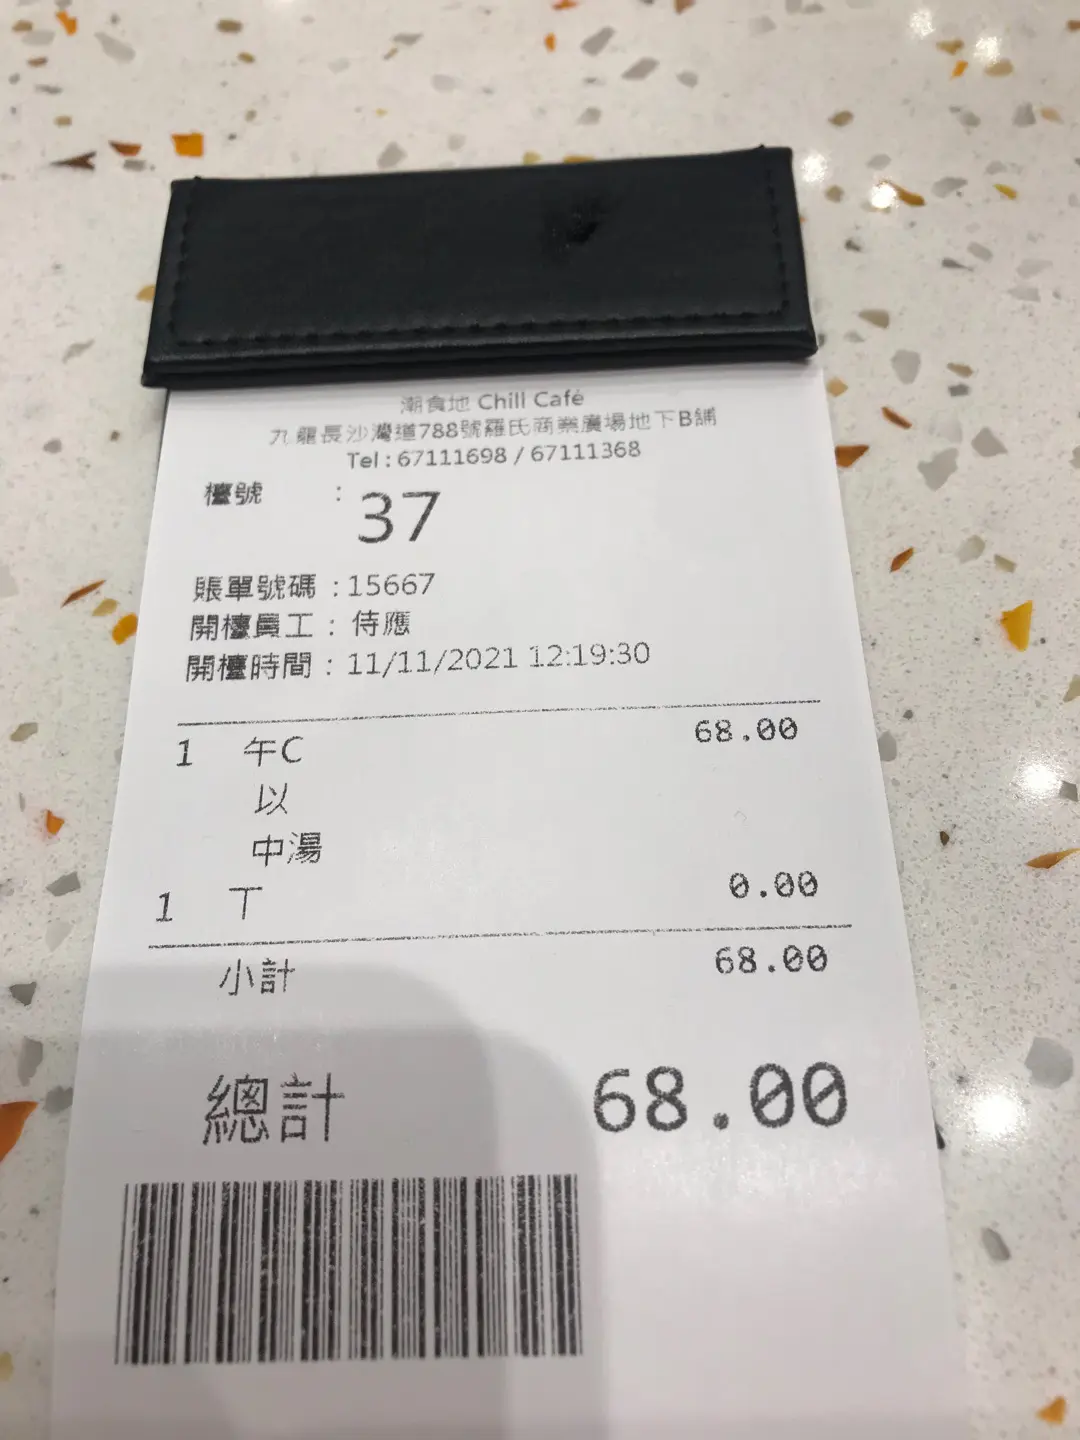 潮食地 Chill Café
九龍長沙灣道788號羅氏商業廣場地下B舖
Tel : 67111698 / 67111368
檯號 : 37
賬單號碼 : 15667
開檯員工 : 侍應
開檯時間 : 11/11/2021 12:19:30
1 午C 68.00
以
中湯
1 丅 0.00
小計 68.00
總計 68.00